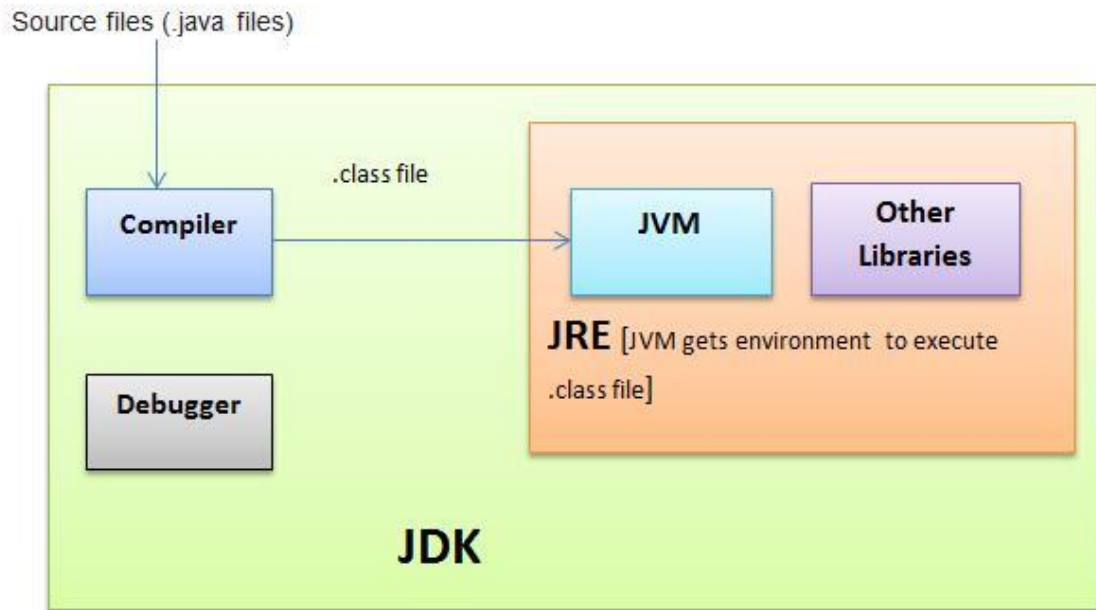 Source files (.java files)
.class file
Compiler
JVM
Other
Libraries
JRE [JVM gets environment to execute
.class file]
Debugger
JDK